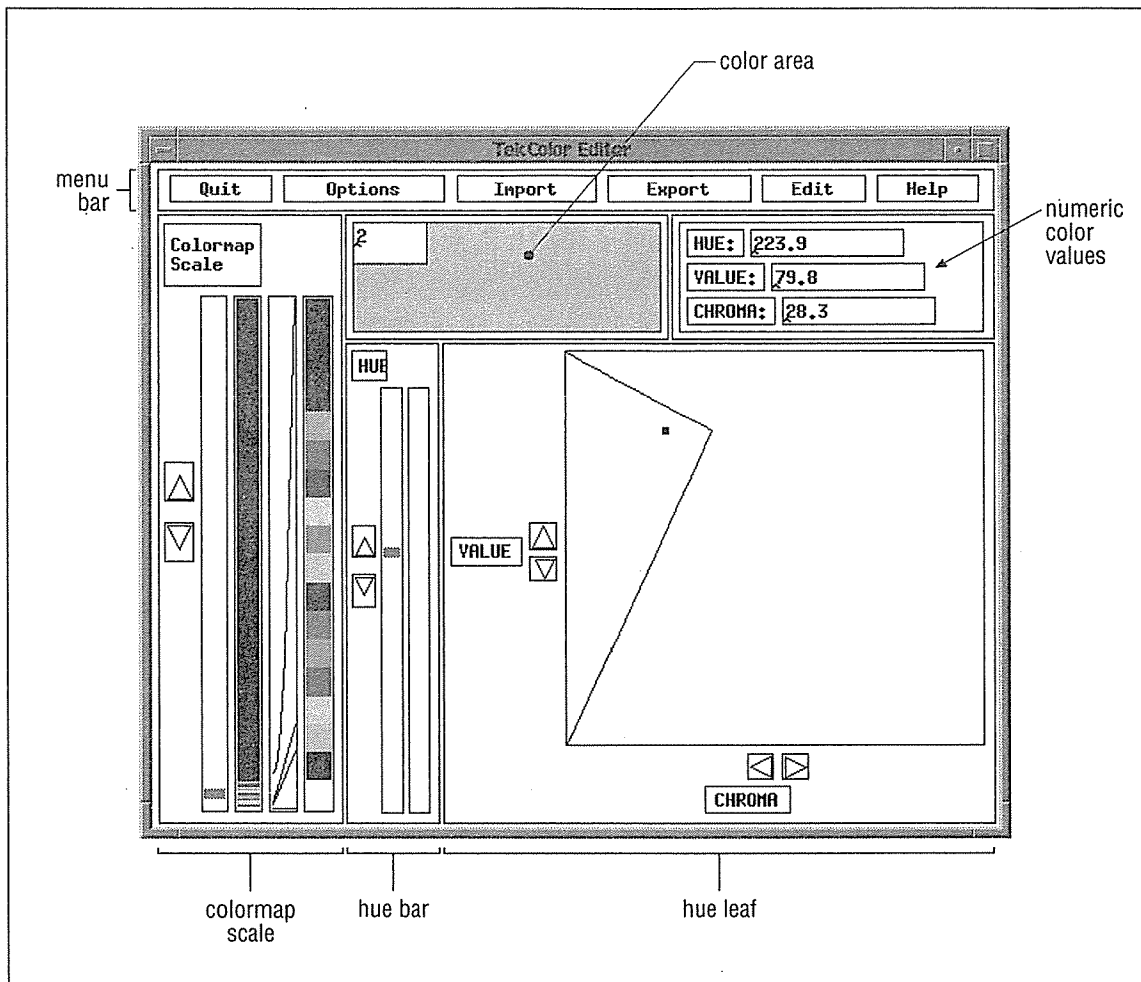 color area
TekColor Editor
menu
bar
Quit Options Import Export Edit Help
numeric
color
values
Colormap
Scale
2
HUE: 223.9
VALUE: 79.8
CHROMA: 28.3
HUE
VALUE
CHROMA
colormap
scale
hue bar
hue leaf